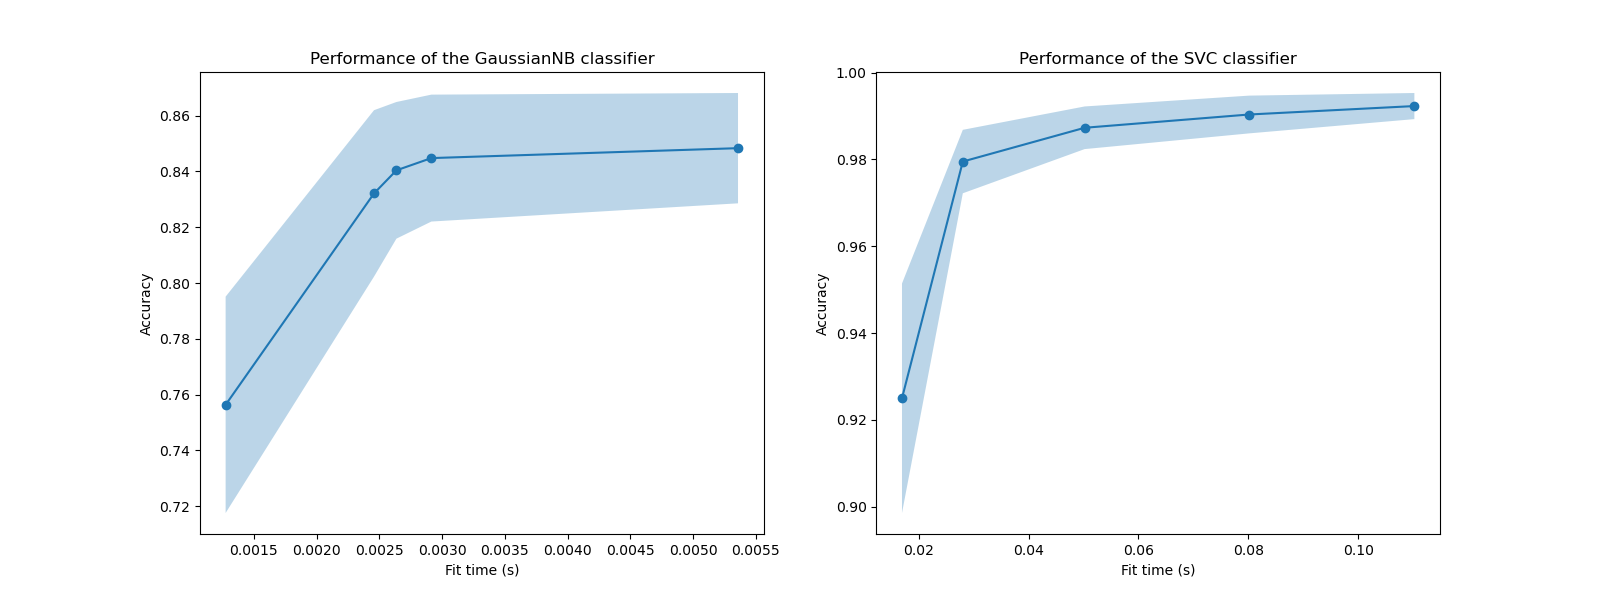 Performance of the GaussianNB classifier
Accuracy
0.86
0.84
0.82
0.80
0.78
0.76
0.74
0.72
0.0015 0.0020 0.0025 0.0030 0.0035 0.0040 0.0045 0.0050 0.0055
Fit time (s)
Performance of the SVC classifier
Accuracy
1.00
0.98
0.96
0.94
0.92
0.90
0.02 0.04 0.06 0.08 0.10
Fit time (s)